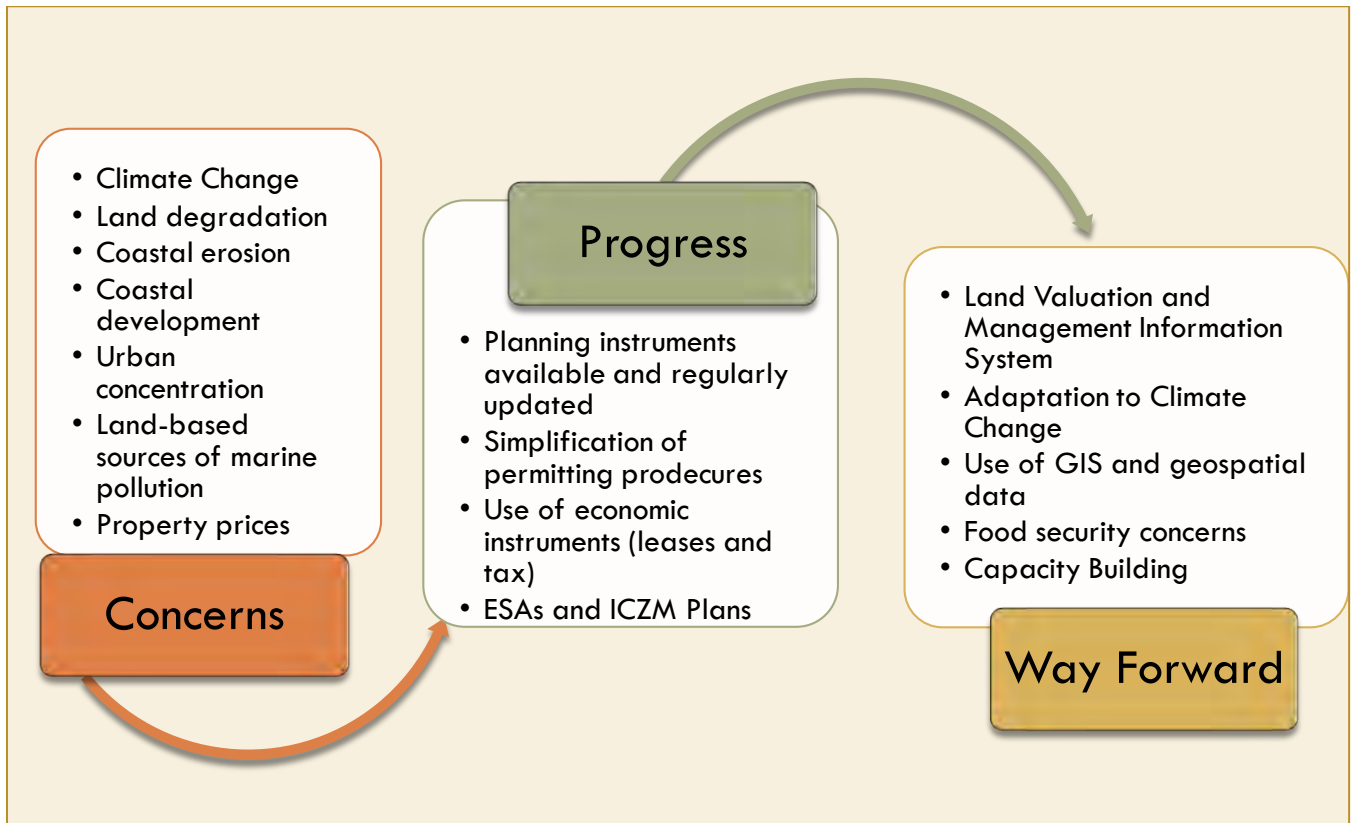 • Climate Change
• Land degradation
• Coastal erosion
• Coastal
development
• Urban
concentration
• Land-based
sources of marine
pollution
• Property prices
Concerns
Progress
• Planning instruments
available and regularly
updated
• Simplification of
permitting prodecures
• Use of economic
instruments (leases and
tax)
• ESAs and ICZM Plans
• Land Valuation and
Management Information
System
• Adaptation to Climate
Change
• Use of GIS and geospatial
data
• Food security concerns
• Capacity Building
Way Forward